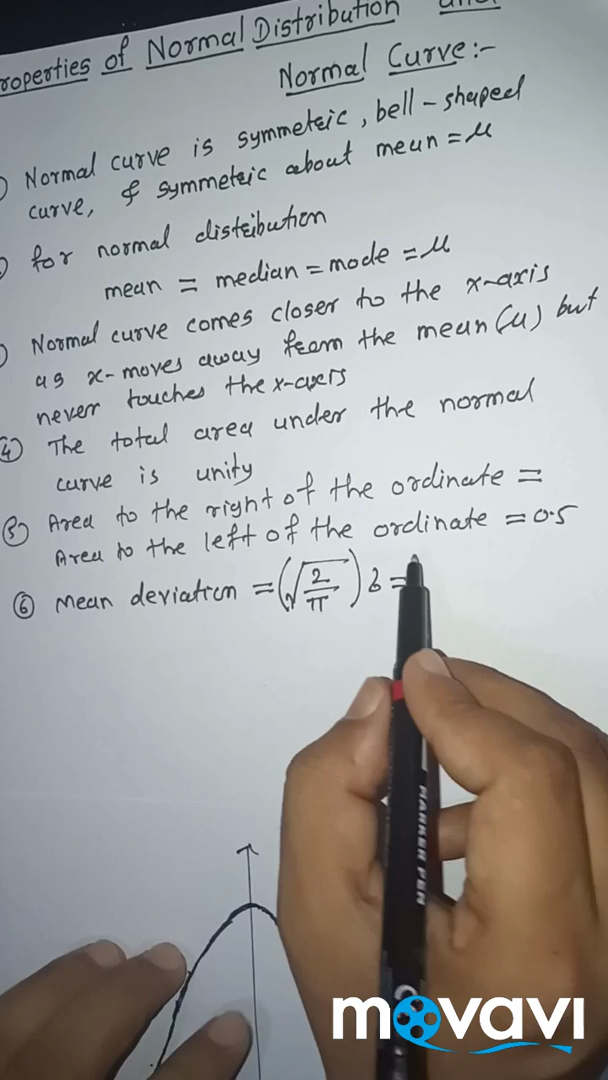 roperties of Normal Distribution and
Normal Curve:-
Normal curve is symmetric, bell-shaped
curve, & symmetric about mean = μ
for normal distribution
mean = median = mode = μ
Normal curve comes closer to the x-axis
as x-moves away from the mean (μ) but
never touches the x-axis
④ The total area under the normal
curve is unity
⑤ Area to the right of the ordinate =
Area to the left of the ordinate = 0.5
⑥ Mean deviation = (√2/π) σ =
MARKER PEN
movavi